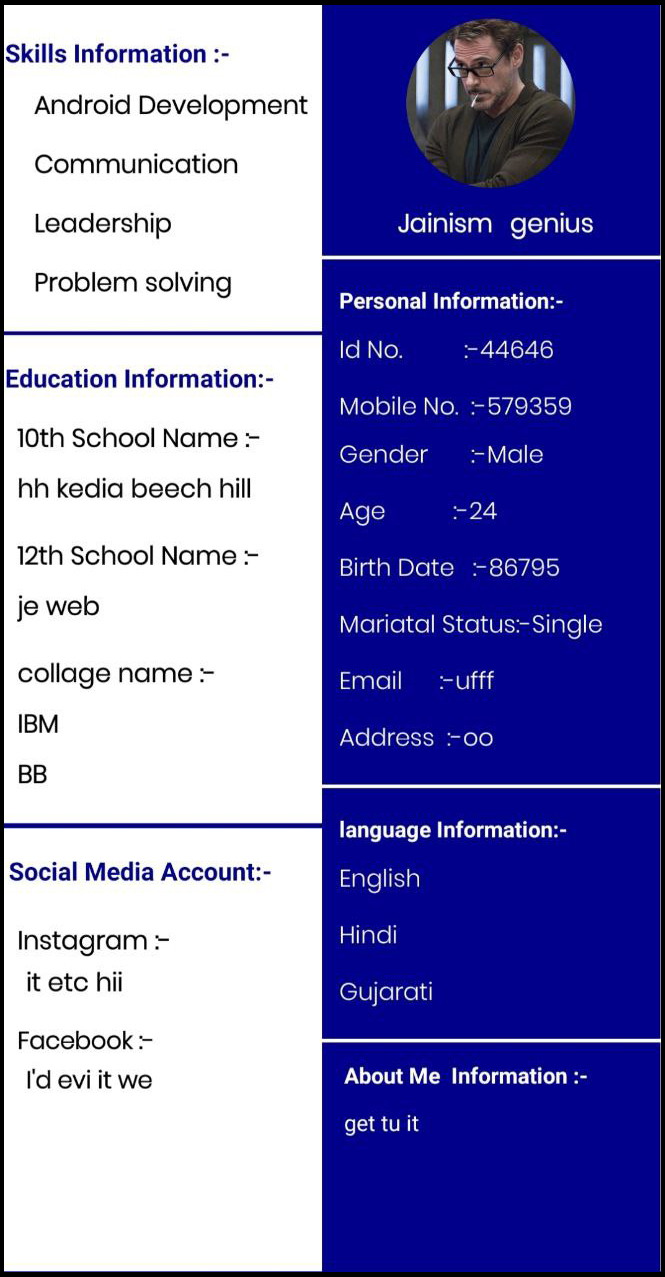 Skills Information :-
Android Development
Communication
Leadership
Problem solving
Education Information:-
10th School Name :-
hh kedia beech hill
12th School Name :-
je web
collage name :-
IBM
BB
Social Media Account:-
Instagram :-
it etc hii
Facebook :-
I'd evi it we
Jainism genius
Personal Information:-
Id No. :-44646
Mobile No. :-579359
Gender :-Male
Age :-24
Birth Date :-86795
Mariatal Status:-Single
Email :-ufff
Address :-oo
language Information:-
English
Hindi
Gujarati
About Me Information :-
get tu it